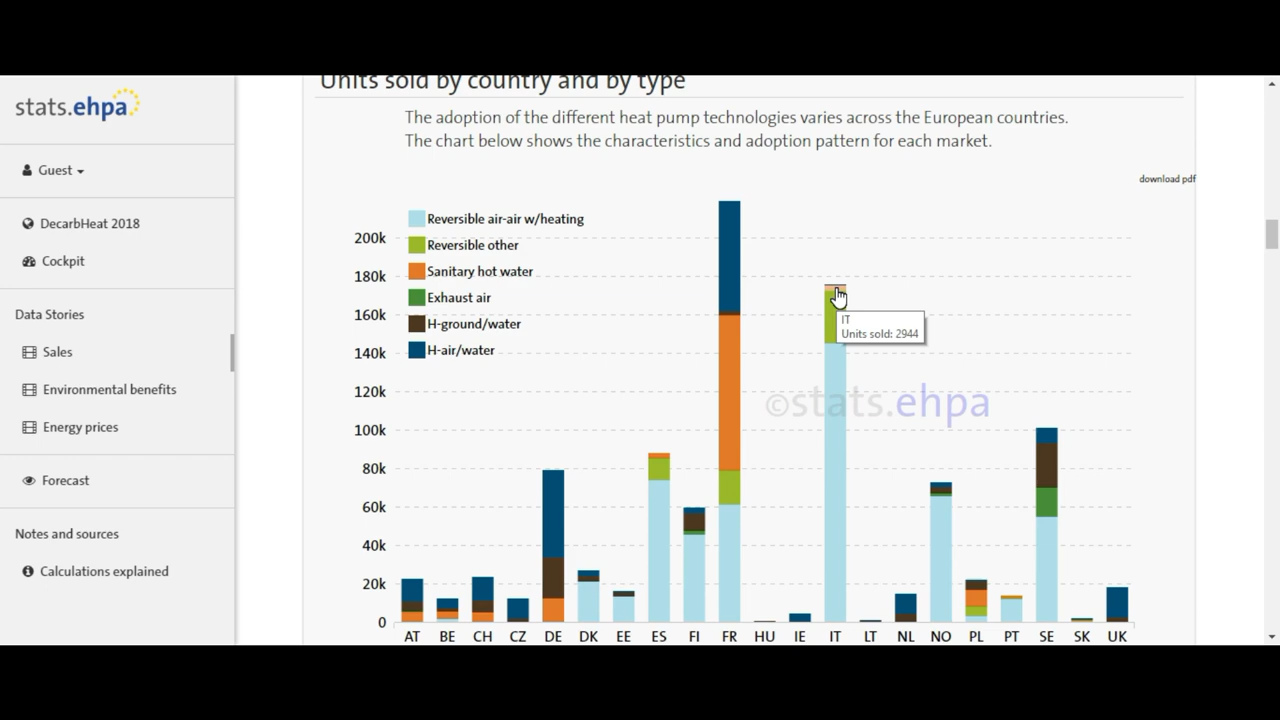 Units sold by country and by type
stats.ehpa
The adoption of the different heat pump technologies varies across the European countries.
The chart below shows the characteristics and adoption pattern for each market.
Guest
download pdf
DecarbHeat 2018
Cockpit
Data Stories
Sales
Environmental benefits
Energy prices
Forecast
Notes and sources
Calculations explained
Reversible air-air w/heating
Reversible other
Sanitary hot water
Exhaust air
H-ground/water
H-air/water
200k
180k
160k
140k
120k
100k
80k
60k
40k
20k
0
IT
Units sold: 2944
©stats.ehpa
AT BE CH CZ DE DK EE ES FI FR HU IE IT LT NL NO PL PT SE SK UK